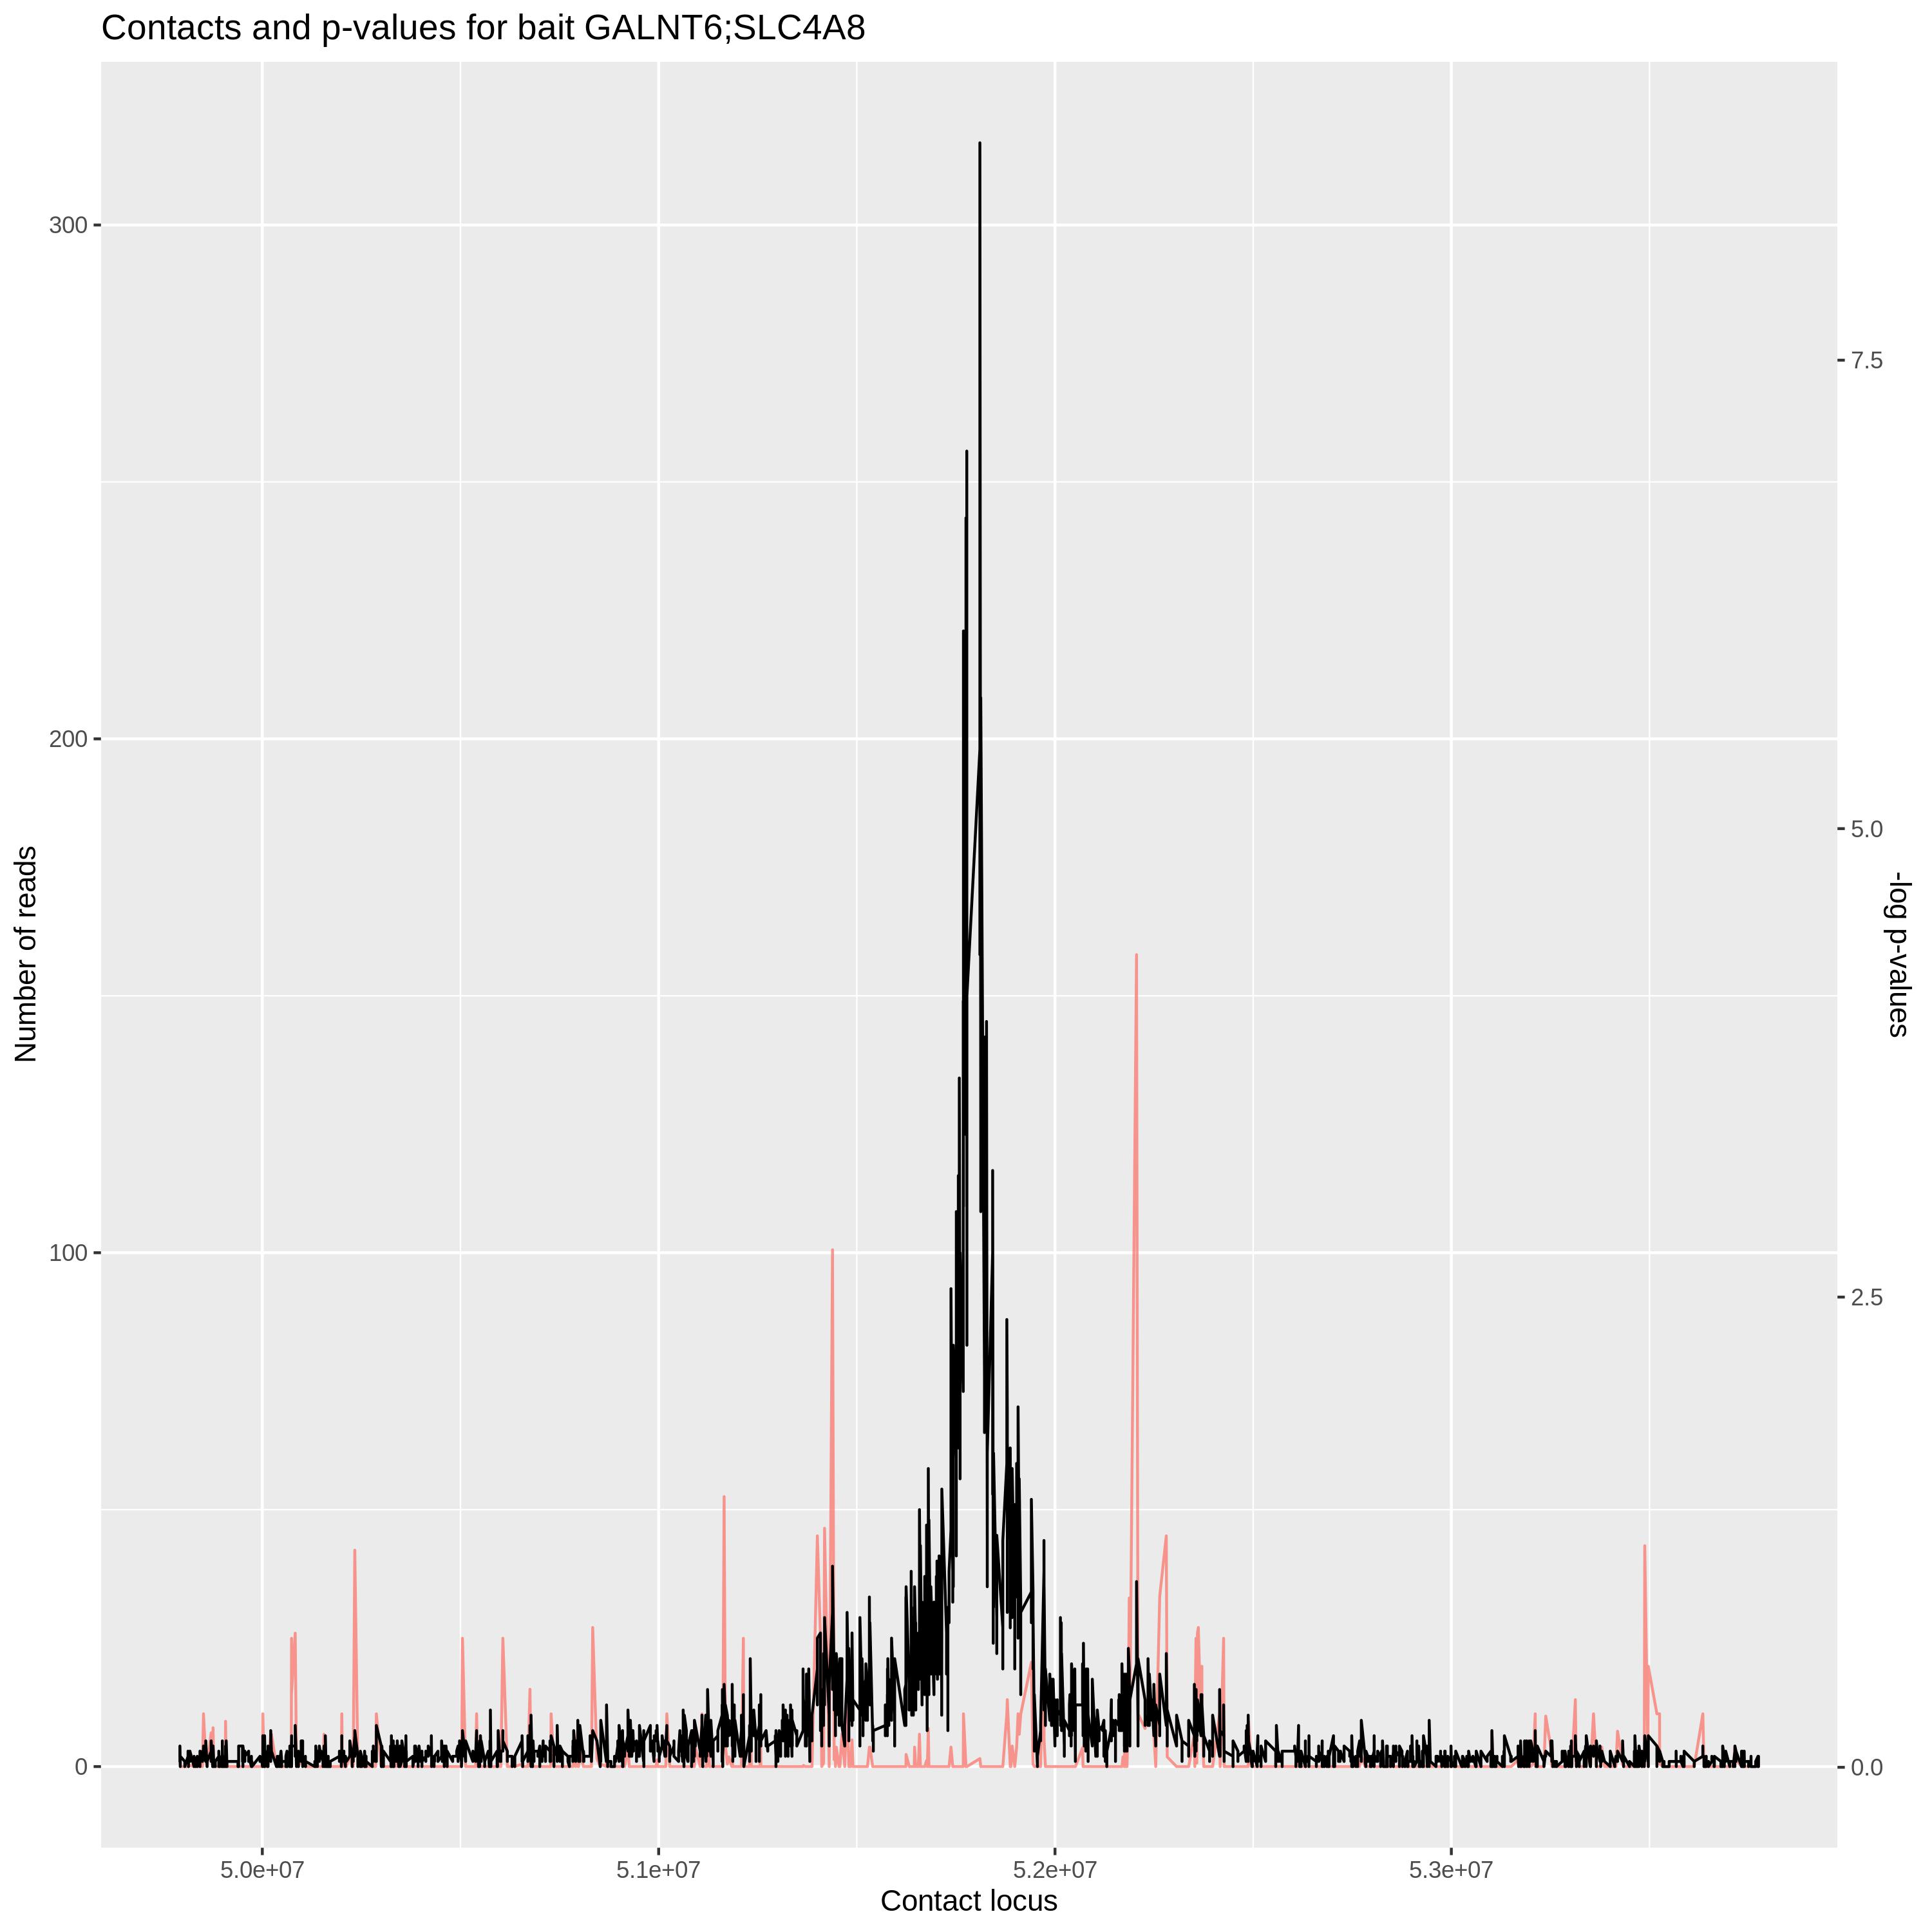 Contacts and p-values for bait GALNT6;SLC4A8
300
200
100
0
Number of reads
7.5
5.0
2.5
0.0
-log p-values
5.0e+07
5.1e+07
5.2e+07
5.3e+07
Contact locus